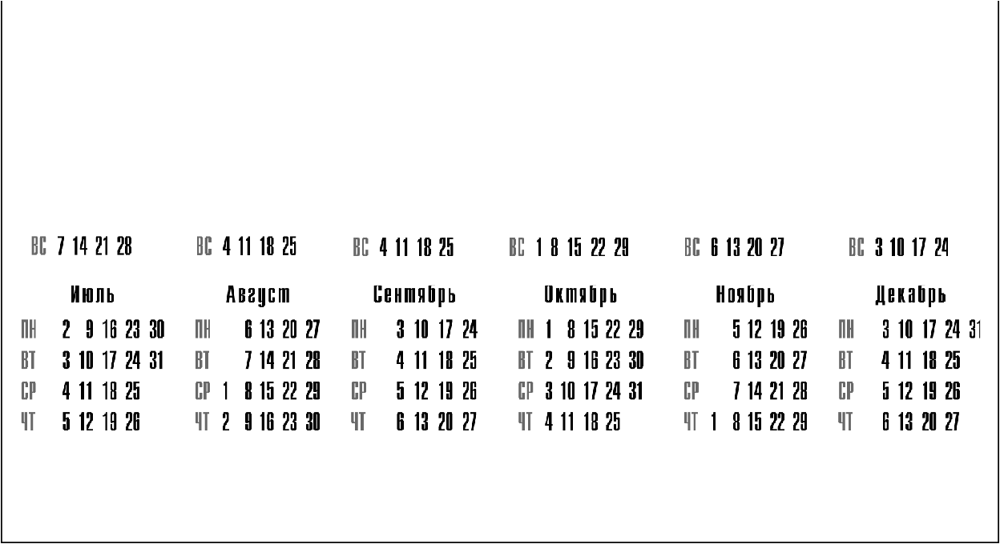 ВС 7 14 21 28
ВС 4 11 18 25
ВС 4 11 18 25
ВС 1 8 15 22 29
ВС 6 13 20 27
ВС 3 10 17 24
Июль
ПН 2 9 16 23 30
ВТ 3 10 17 24 31
СР 4 11 18 25
ЧТ 5 12 19 26
Август
ПН 6 13 20 27
ВТ 7 14 21 28
СР 1 8 15 22 29
ЧТ 2 9 16 23 30
Сентябрь
ПН 3 10 17 24
ВТ 4 11 18 25
СР 5 12 19 26
ЧТ 6 13 20 27
Октябрь
ПН 1 8 15 22 29
ВТ 2 9 16 23 30
СР 3 10 17 24 31
ЧТ 4 11 18 25
Ноябрь
ПН 5 12 19 26
ВТ 6 13 20 27
СР 7 14 21 28
ЧТ 1 8 15 22 29
Декабрь
ПН 3 10 17 24 31
ВТ 4 11 18 25
СР 5 12 19 26
ЧТ 6 13 20 27